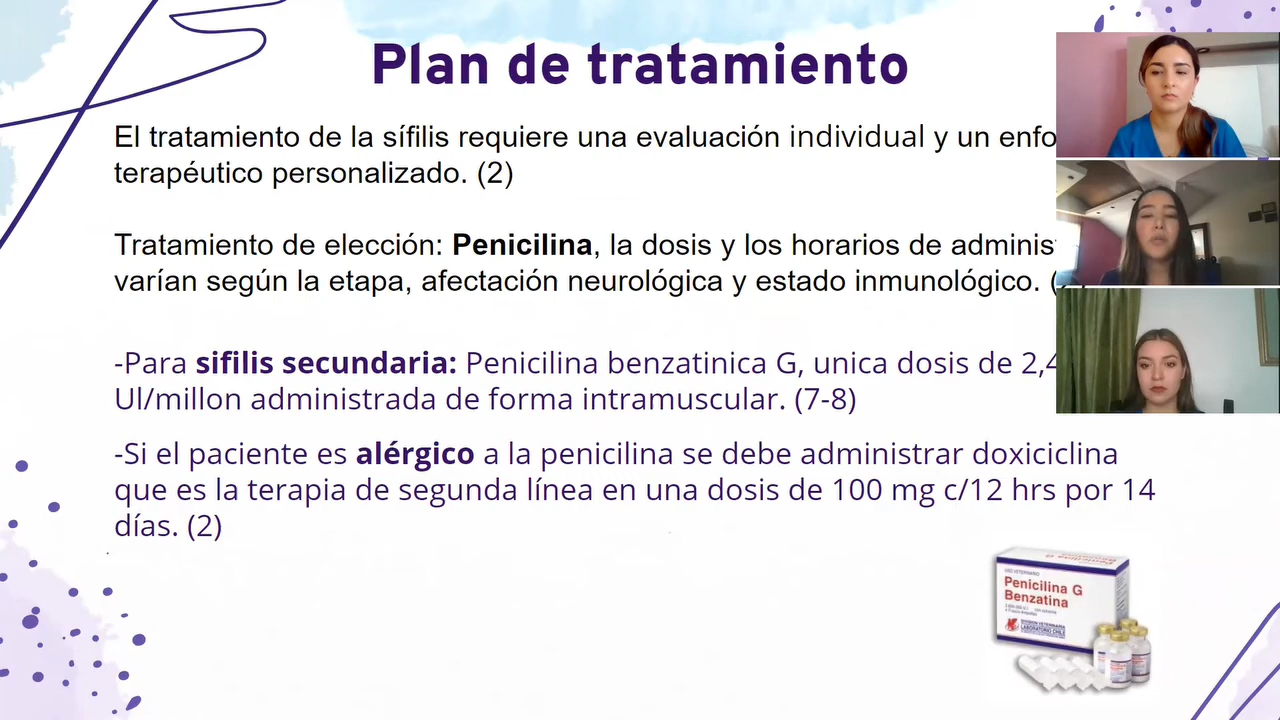 Plan de tratamiento
El tratamiento de la sífilis requiere una evaluación individual y un
terapéutico personalizado. (2)
Tratamiento de elección: Penicilina, la dosis y los horarios de
varían según la etapa, afectación neurológica y estado inmunológico.
-Para sifilis secundaria: Penicilina benzatinica G, unica dosis de 2,4
Ul/millon administrada de forma intramuscular. (7-8)
-Si el paciente es alérgico a la penicilina se debe administrar doxiciclina
que es la terapia de segunda línea en una dosis de 100 mg c/12 hrs por 14
días. (2)
USO VETERINARIO
Penicilina G
Benzatina
LABORATORIO CHILE